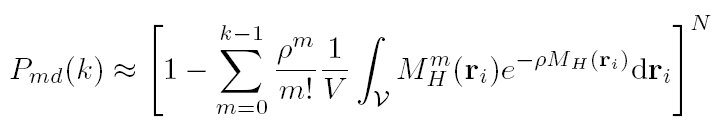 P_{md}(k) \approx \left[ 1 - \sum_{m=0}^{k-1} \frac{\rho^m}{m!} \frac{1}{V} \int_{\mathcal{V}} M_H^m(\mathbf{r}_i) e^{-\rho M_H(\mathbf{r}_i)} \mathrm{d}\mathbf{r}_i \right]^N